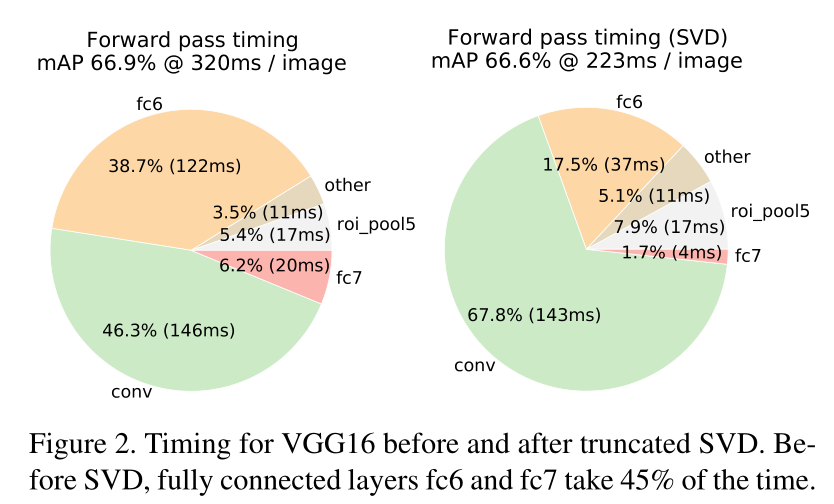 Forward pass timing
mAP 66.9% @ 320ms / image
fc6
38.7% (122ms)
other
3.5% (11ms)
roi_pool5
5.4% (17ms)
6.2% (20ms)
fc7
46.3% (146ms)
conv
Forward pass timing (SVD)
mAP 66.6% @ 223ms / image
fc6
17.5% (37ms)
other
5.1% (11ms)
roi_pool5
7.9% (17ms)
1.7% (4ms)
fc7
67.8% (143ms)
conv
Figure 2. Timing for VGG16 before and after truncated SVD. Be-
fore SVD, fully connected layers fc6 and fc7 take 45% of the time.